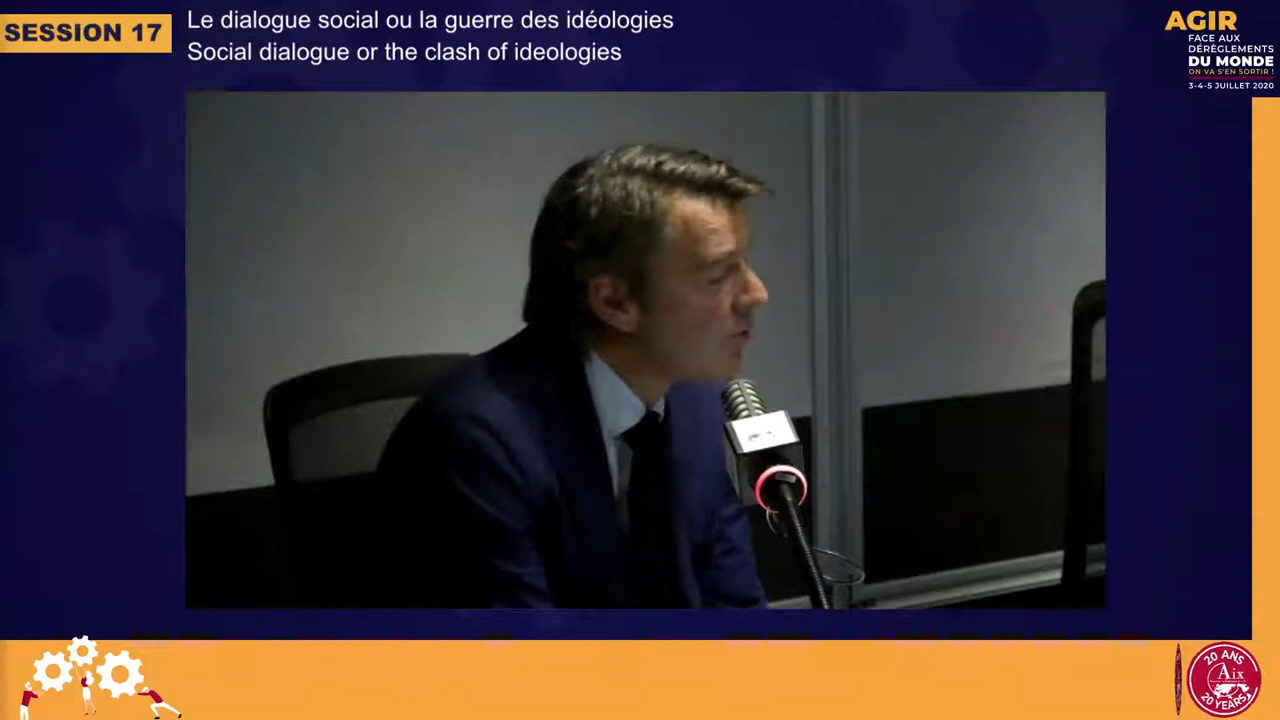 SESSION 17
Le dialogue social ou la guerre des idéologies
Social dialogue or the clash of ideologies
AGIR
FACE AUX
DÉRÈGLEMENTS
DU MONDE
ON VA S'EN SORTIR !
3-4-5 JUILLET 2020
20 ANS
Aix
20 YEARS